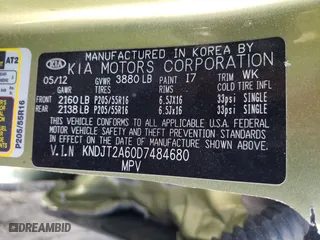 MANUFACTURED IN KOREA BY
KIA KIA MOTORS CORPORATION
05/12 GVWR 3880 LB PAINT I7 TRIM WK
GAWR TIRES RIMS COLD TIRE INFL
FRONT 2160 LB P205/55R16 6.5JX16 33psi SINGLE
REAR 2138 LB P205/55R16 6.5JX16 33psi SINGLE
THIS VEHICLE CONFORMS TO ALL APPLICABLE U.S.A. FEDERAL
MOTOR VEHICLE SAFETY AND THEFT PREVENTION STANDARDS
IN EFFECT ON THE DATE OF MANUFACTURE SHOWN ABOVE.
V.I.N KNDJT2A60D7484680
MPV
AT2
P205/55R16